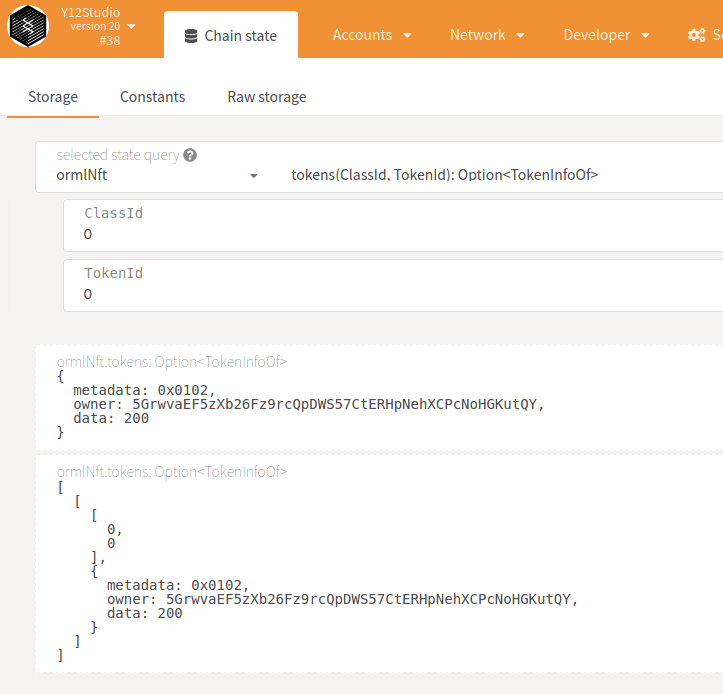 Y12Studio
version 20
#38
Chain state
Accounts
Network
Developer
Storage
Constants
Raw storage
selected state query
ormlNft
tokens(ClassId, TokenId): Option<TokenInfoOf>
ClassId
0
TokenId
0
ormlNft.tokens: Option<TokenInfoOf>
{
metadata: 0x0102,
owner: 5GrwvaEF5zXb26Fz9rcQpDWS57CtERHpNehXCPcNoHGKutQY,
data: 200
}
ormlNft.tokens: Option<TokenInfoOf>
[
[
[
0,
0
],
{
metadata: 0x0102,
owner: 5GrwvaEF5zXb26Fz9rcQpDWS57CtERHpNehXCPcNoHGKutQY,
data: 200
}
]
]